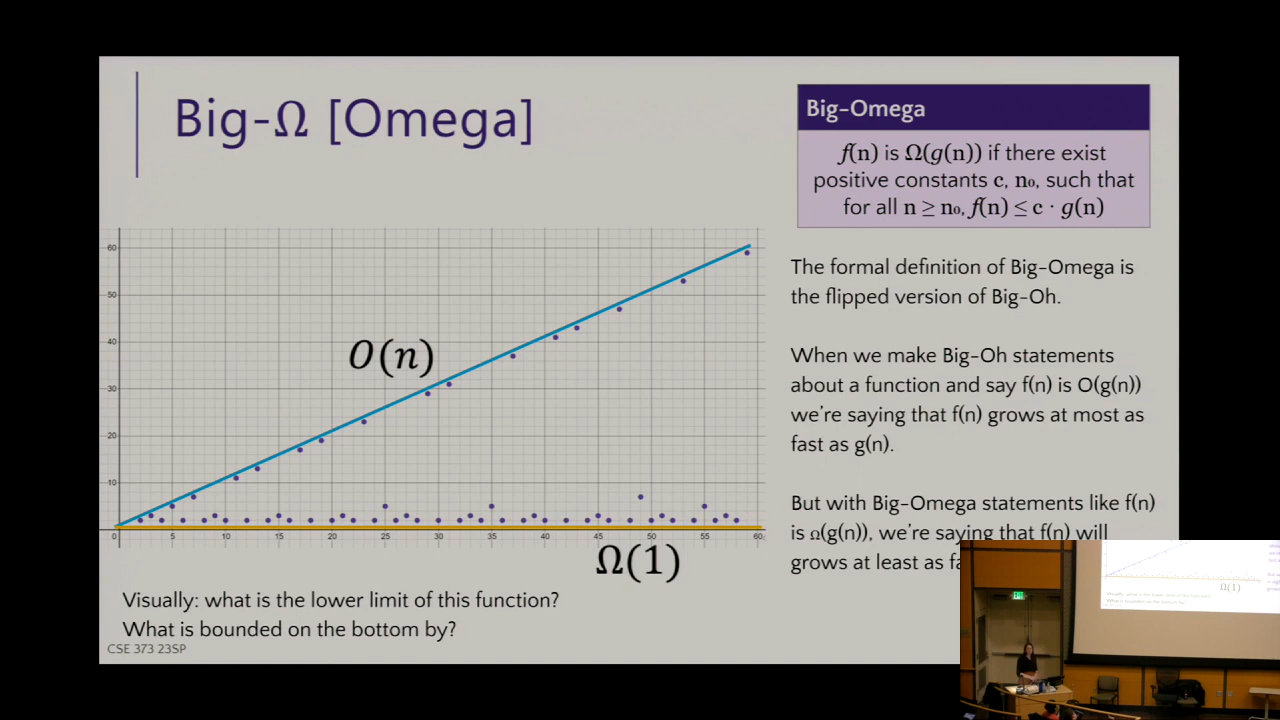 Big-Ω [Omega]
Big-Omega
f(n) is Ω(g(n)) if there exist
positive constants c, n₀, such that
for all n ≥ n₀, f(n) ≤ c · g(n)
The formal definition of Big-Omega is
the flipped version of Big-Oh.
When we make Big-Oh statements
about a function and say f(n) is O(g(n))
we're saying that f(n) grows at most as
fast as g(n).
But with Big-Omega statements like f(n)
is Ω(g(n)), we're saying that f(n) will
grows at least as
60
50
40
30
20
10
0 5 10 15 20 25 30 35 40 45 50 55 60
O(n)
Ω(1)
Visually: what is the lower limit of this function?
What is bounded on the bottom by?
CSE 373 23SP
Ω(1)